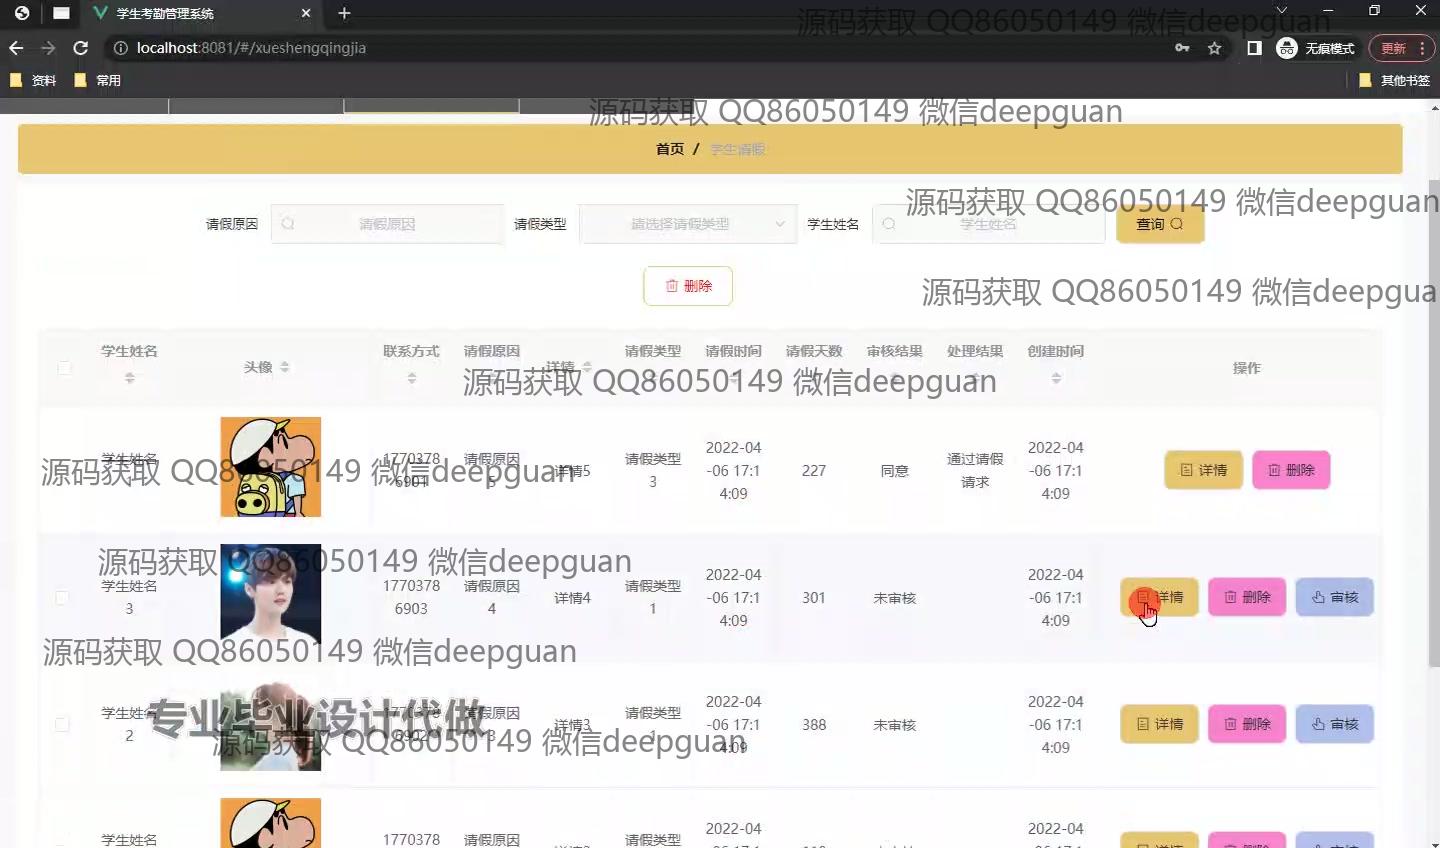 学生考勤管理系统
源码获取 QQ86050149 微信deepguan
localhost:8081/#/xueshengqingjia
无痕模式
更新
资料
常用
其他书签
源码获取 QQ86050149 微信deepguan
首页 / 学生请假
源码获取 QQ86050149 微信deepguan
请假原因 请假原因 请假类型 请选择请假类型 学生姓名 学生姓名 查询
删除
源码获取 QQ86050149 微信deepgua
学生姓名 头像 联系方式 请假原因 详情 请假类型 请假时间 请假天数 审核结果 处理结果 创建时间 操作
源码获取 QQ86050149 微信deepguan
学生姓名 1770378 请假原因 详情5 请假类型 2022-04 227 同意 通过请假 2022-04 详情 删除
6901 5 3 -06 17:1 请求 -06 17:1
4:09 4:09
源码获取 QQ86050149 微信deepguan
源码获取 QQ86050149 微信deepguan
学生姓名 1770378 请假原因 详情4 请假类型 2022-04 301 未审核 2022-04 详情 删除 审核
3 6903 4 1 -06 17:1 -06 17:1
4:09 4:09
源码获取 QQ86050149 微信deepguan
学生姓名 1770378 请假原因 详情3 请假类型 2022-04 388 未审核 2022-04 详情 删除 审核
2 6902 3 1 -06 17:1 -06 17:1
4:09 4:09
专业毕业设计代做
源码获取 QQ86050149 微信deepguan
学生姓名 1770378 请假原因 请假类型 2022-04 2022-04